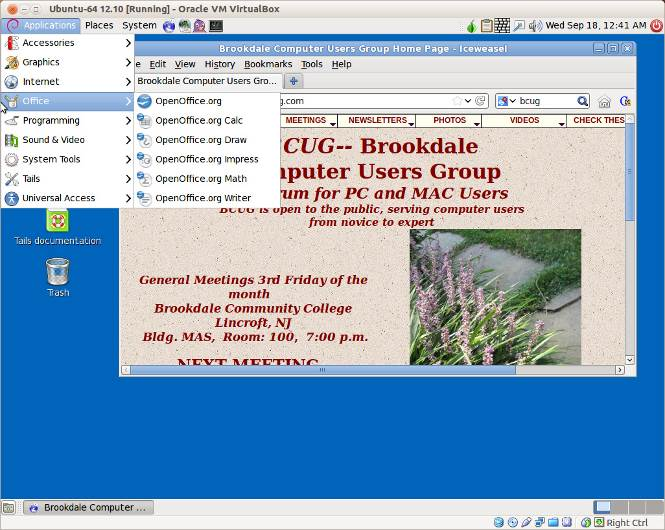 Ubuntu-64 12.10 [Running] - Oracle VM VirtualBox
Applications Places System Wed Sep 18, 12:41 AM
Accessories
Graphics
Internet
Office
Programming
Sound & Video
System Tools
Tails
Universal Access
OpenOffice.org
OpenOffice.org Calc
OpenOffice.org Draw
OpenOffice.org Impress
OpenOffice.org Math
OpenOffice.org Writer
Brookdale Computer Users Group Home Page - Iceweasel
e Edit View History Bookmarks Tools Help
Brookdale Computer Users Gro...
g.com bcug
MEETINGS NEWSLETTERS PHOTOS VIDEOS CHECK THES
CUG-- Brookdale
mputer Users Group
rum for PC and MAC Users
BCUG is open to the public, serving computer users
from novice to expert
General Meetings 3rd Friday of the
month
Brookdale Community College
Lincroft, NJ
Bldg. MAS, Room: 100, 7:00 p.m.
NEXT MEETING
Tails documentation
Trash
Brookdale Computer ...
Right Ctrl